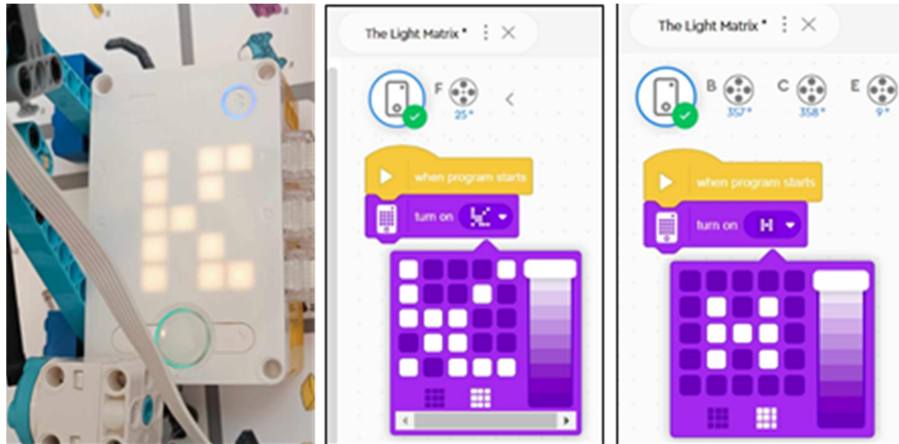 The Light Matrix *
F
25°
when program starts
turn on
The Light Matrix *
B
C
E
357°
358°
9°
when program starts
turn on